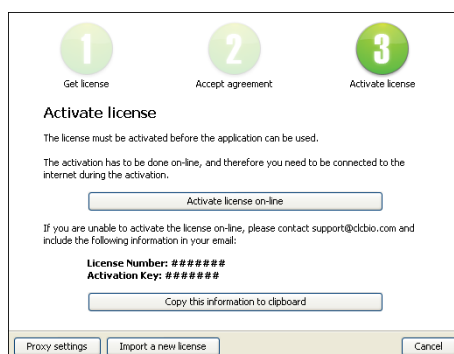 1
2
3
Get license
Accept agreement
Activate license
Activate license
The license must be activated before the application can be used.
The activation has to be done on-line, and therefore you need to be connected to the
internet during the activation.
Activate license on-line
If you are unable to activate the license on-line, please contact support@clcbio.com and
include the following information in your email:
License Number: #######
Activation Key: #######
Copy this information to clipboard
Proxy settings
Import a new license
Cancel